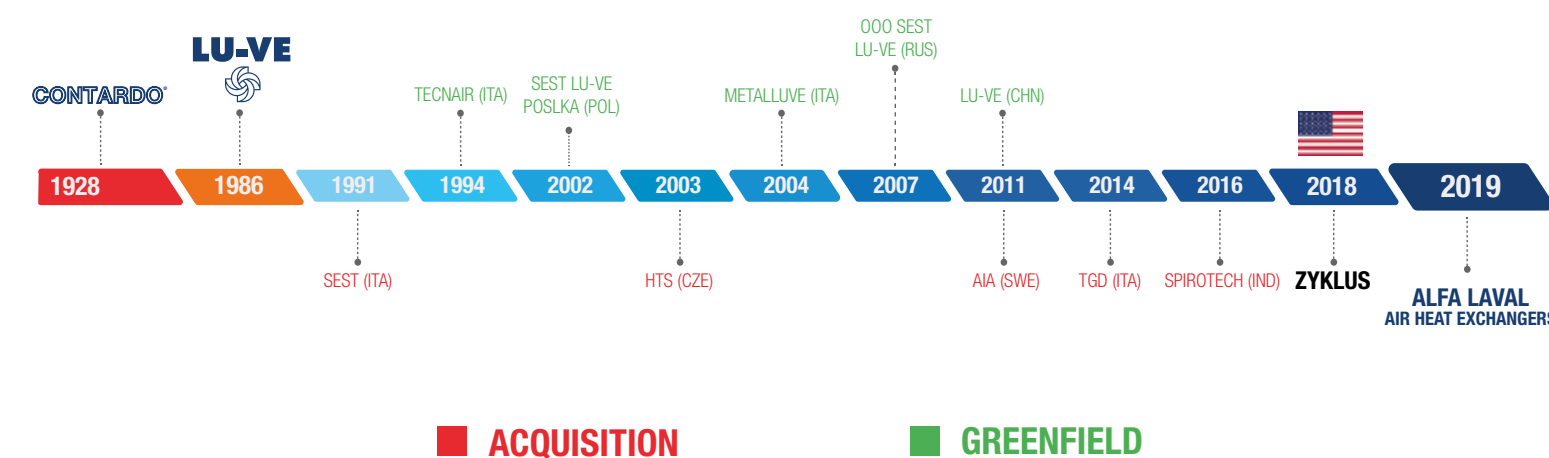 OOO SEST
LU-VE (RUS)
LU-VE
CONTARDO®
TECNAIR (ITA)
SEST LU-VE
POSLKA (POL)
METALLUVE (ITA)
LU-VE (CHN)
1928
1986
1991
1994
2002
2003
2004
2007
2011
2014
2016
2018
2019
SEST (ITA)
HTS (CZE)
AIA (SWE)
TGD (ITA)
SPIROTECH (IND)
ZYKLUS
ALFA LAVAL
AIR HEAT EXCHANGERS
ACQUISITION
GREENFIELD